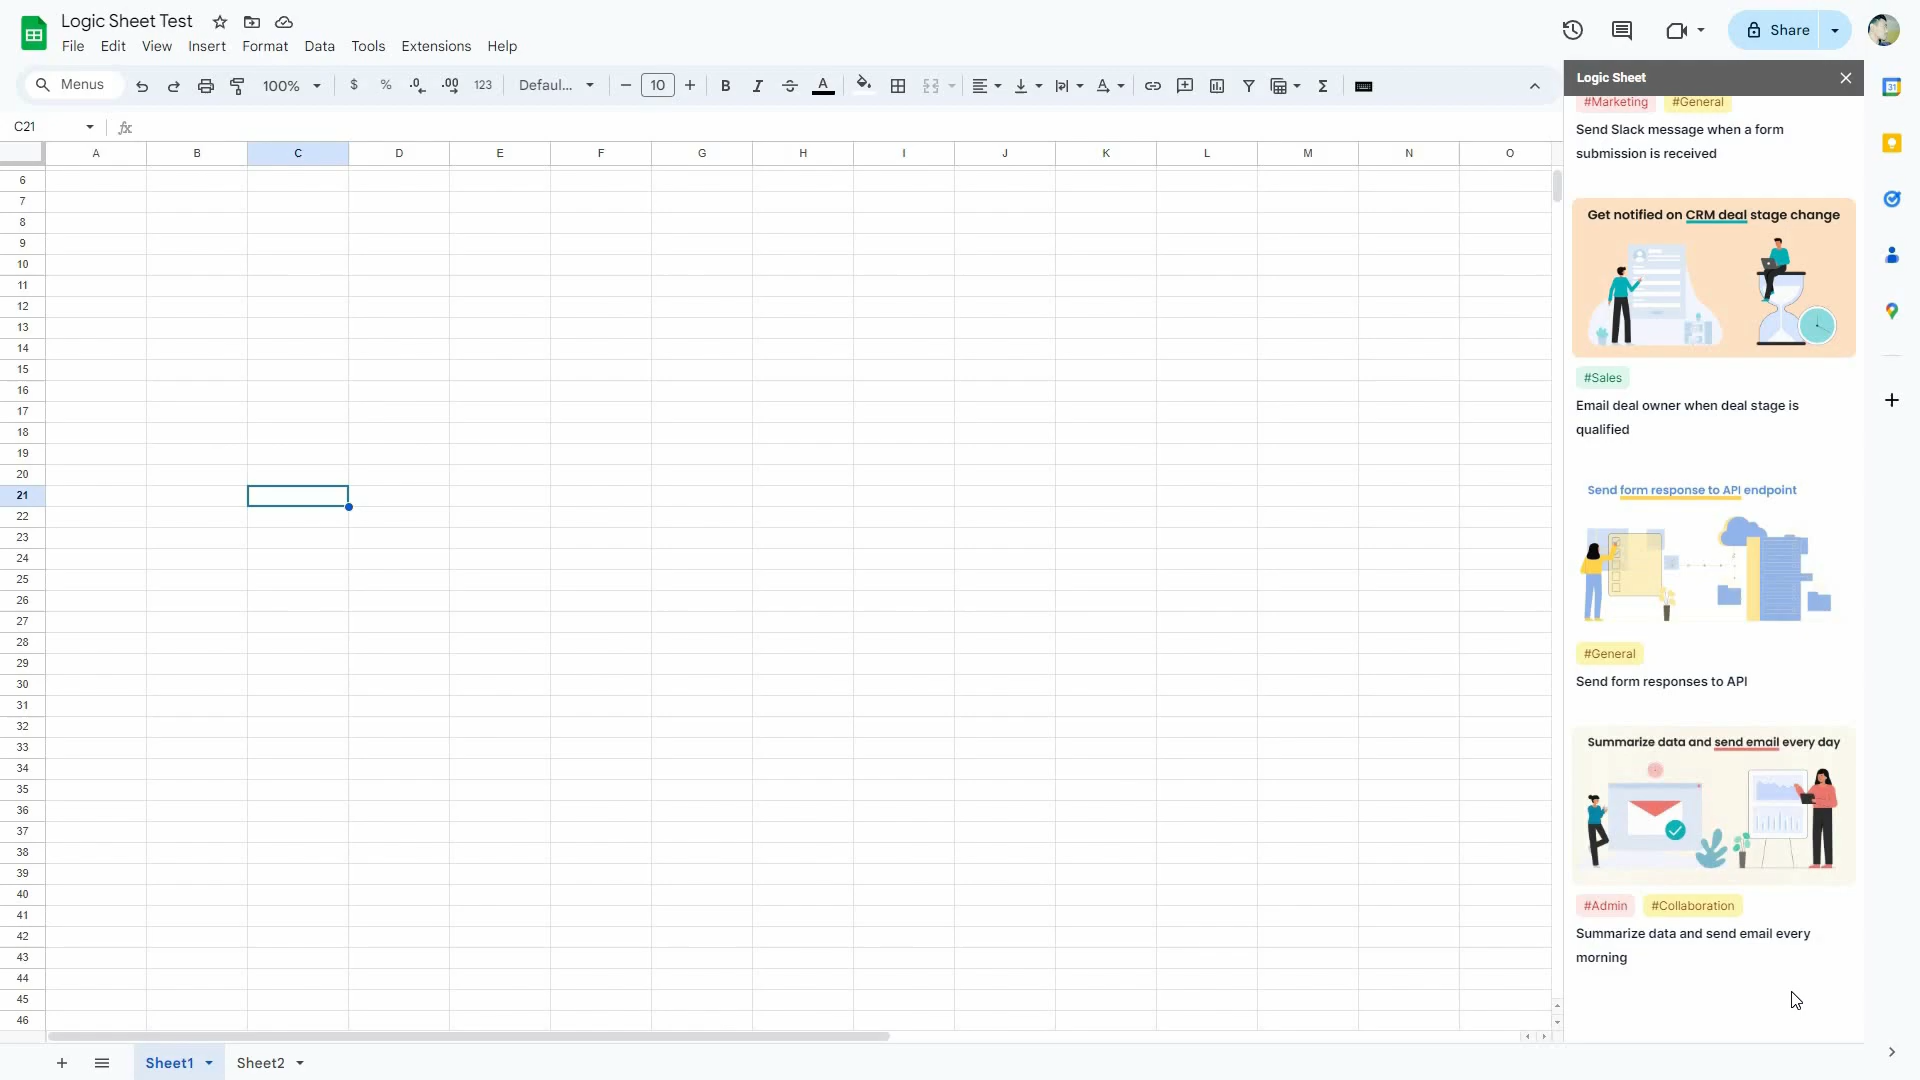 Logic Sheet Test
File Edit View Insert Format Data Tools Extensions Help
Share
Menus 100% $ % .0 .00 123 Defaul... 10 B I A Σ
C21 fx
A B C D E F G H I J K L M N O
6
7
8
9
10
11
12
13
14
15
16
17
18
19
20
21
22
23
24
25
26
27
28
29
30
31
32
33
34
35
36
37
38
39
40
41
42
43
44
45
46
Sheet1 Sheet2
Logic Sheet
#Marketing #General
Send Slack message when a form
submission is received
Get notified on CRM deal stage change
#Sales
Email deal owner when deal stage is
qualified
Send form response to API endpoint
#General
Send form responses to API
Summarize data and send email every day
#Admin #Collaboration
Summarize data and send email every
morning
31